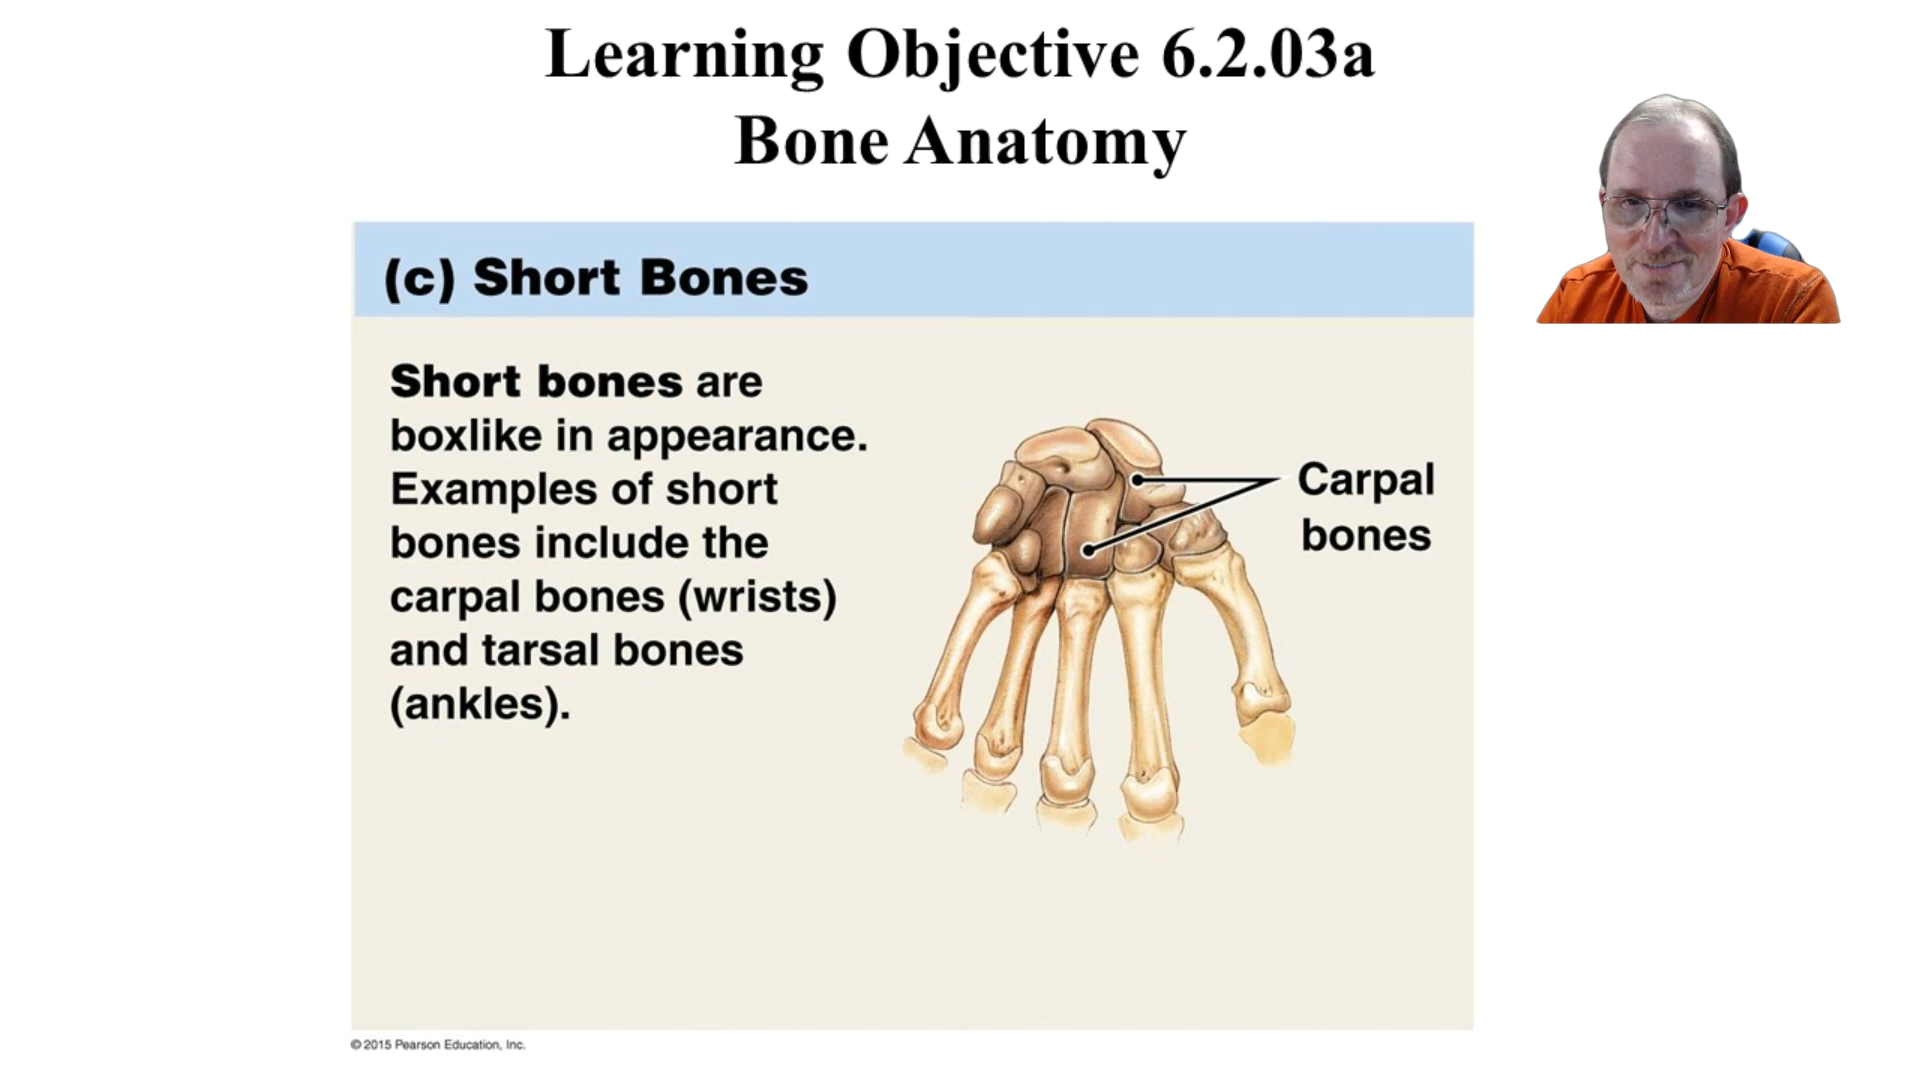 Learning Objective 6.2.03a
Bone Anatomy
(c) Short Bones
Short bones are
boxlike in appearance.
Examples of short
bones include the
carpal bones (wrists)
and tarsal bones
(ankles).
Carpal
bones
© 2015 Pearson Education, Inc.